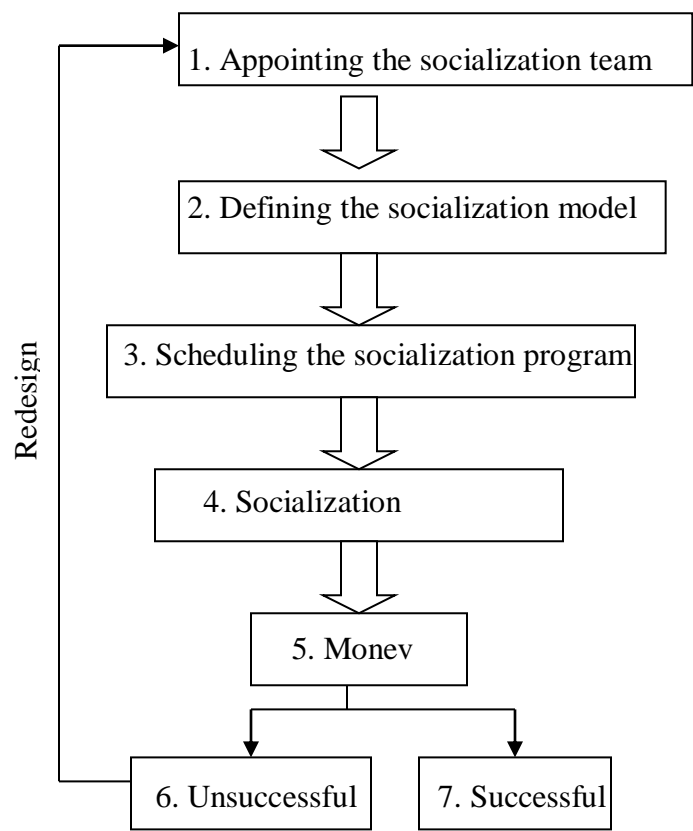 1. Appointing the socialization team
2. Defining the socialization model
3. Scheduling the socialization program
Redesign
4. Socialization
5. Monev
6. Unsuccessful
7. Successful